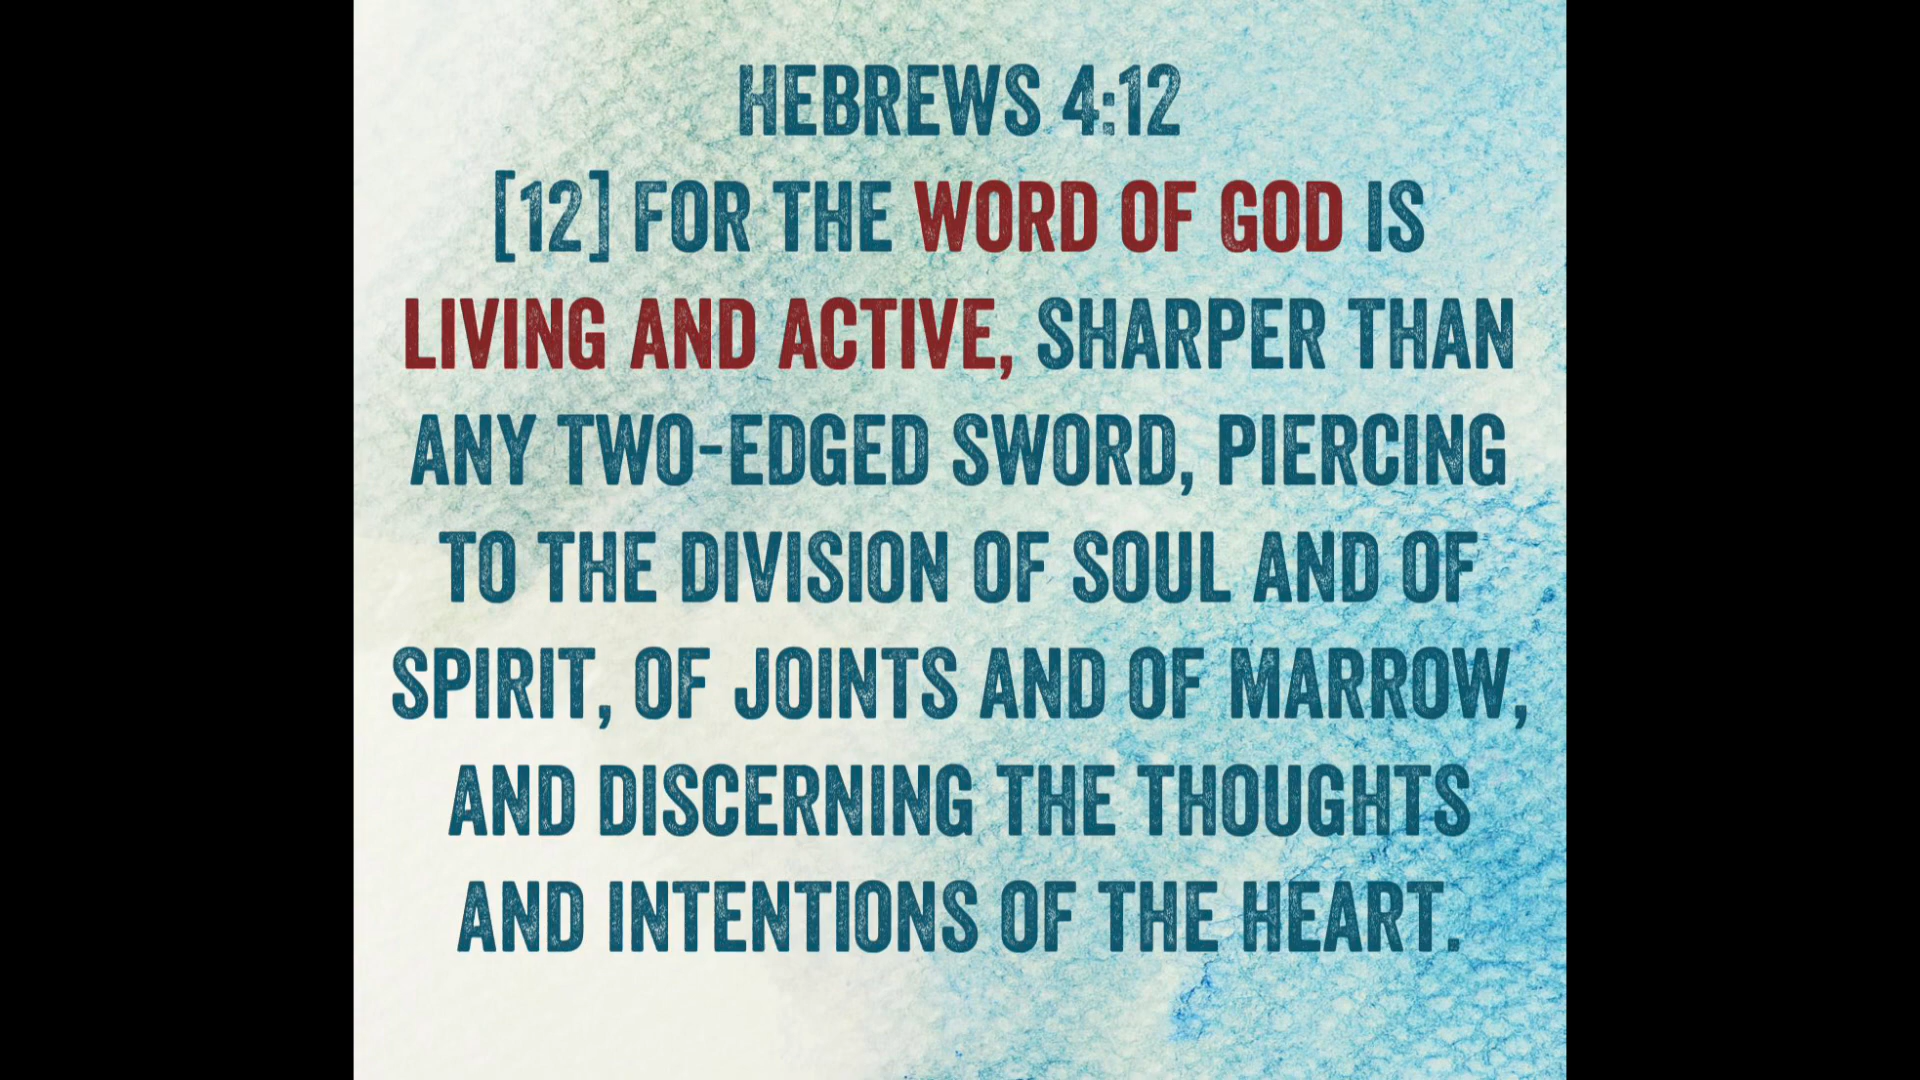 HEBREWS 4:12
[12] FOR THE WORD OF GOD IS
LIVING AND ACTIVE, SHARPER THAN
ANY TWO-EDGED SWORD, PIERCING
TO THE DIVISION OF SOUL AND OF
SPIRIT, OF JOINTS AND OF MARROW,
AND DISCERNING THE THOUGHTS
AND INTENTIONS OF THE HEART.